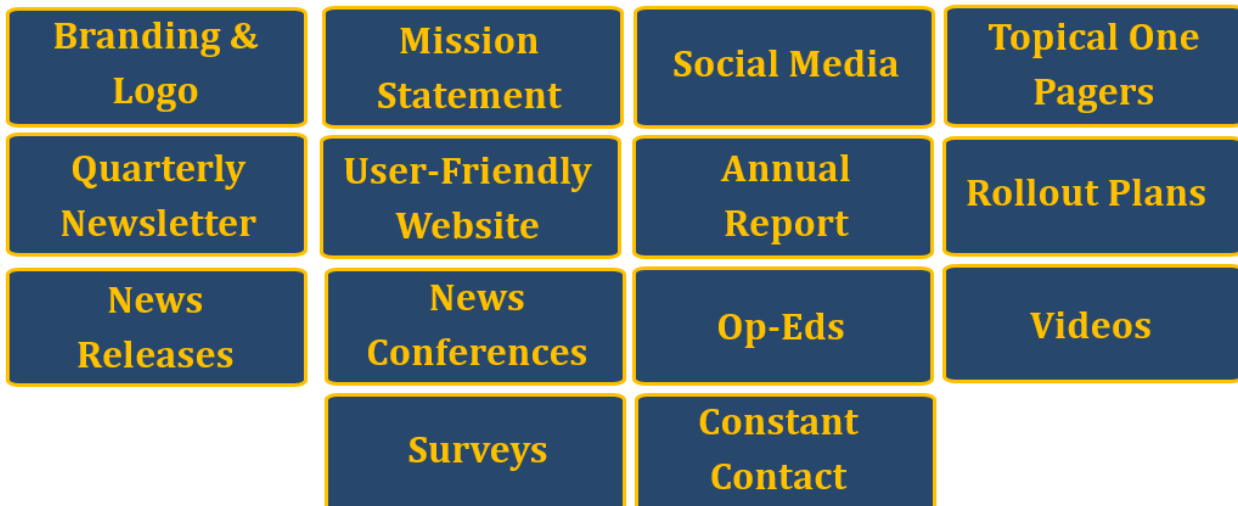 Branding &
Logo
Mission
Statement
Social Media
Topical One
Pagers
Quarterly
Newsletter
User-Friendly
Website
Annual
Report
Rollout Plans
News
Releases
News
Conferences
Op-Eds
Videos
Surveys
Constant
Contact